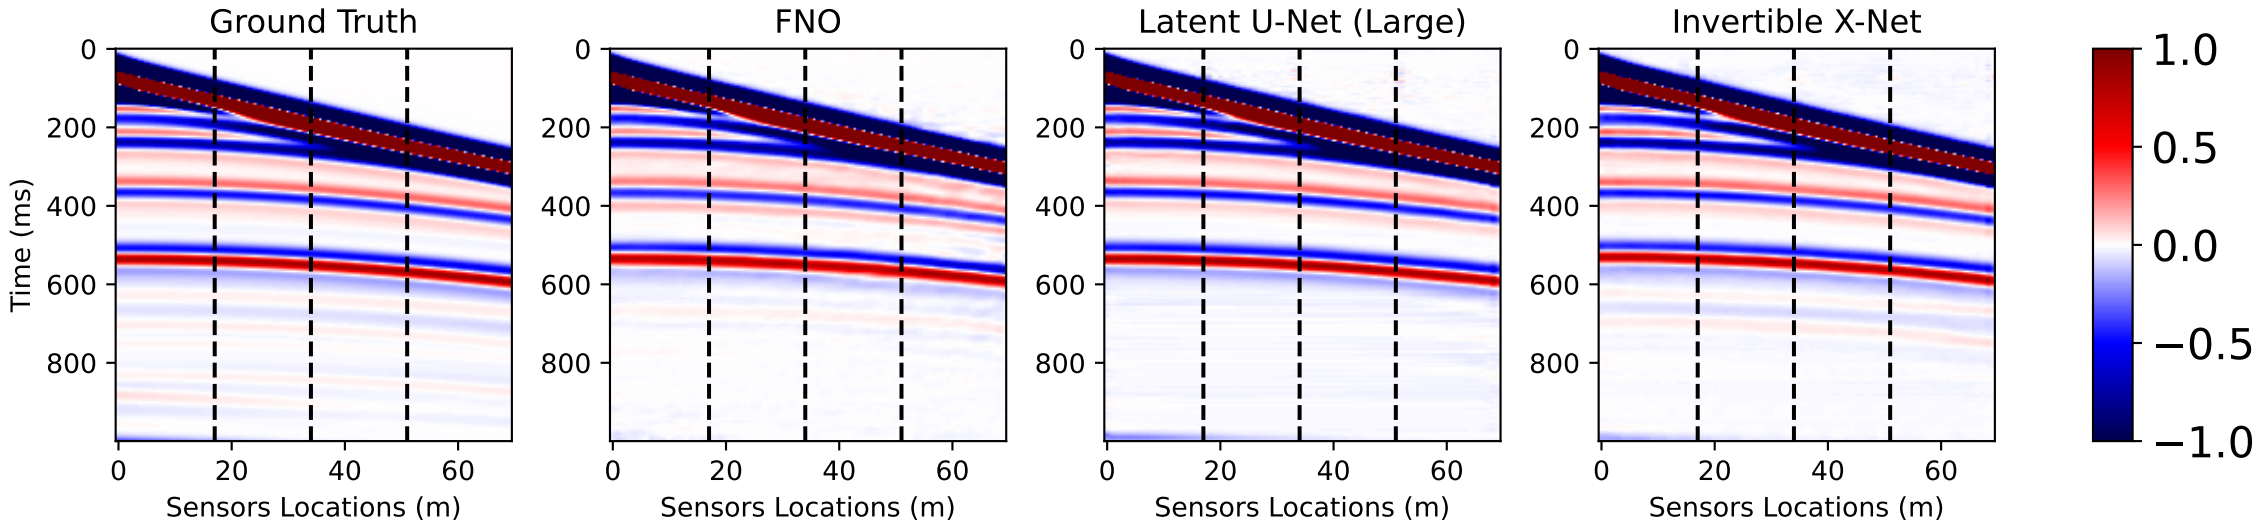 Ground Truth
FNO
Latent U-Net (Large)
Invertible X-Net
0
200
400
600
800
0
200
400
600
800
0
200
400
600
800
0
200
400
600
800
Time (ms)
0 20 40 60
0 20 40 60
0 20 40 60
0 20 40 60
Sensors Locations (m)
Sensors Locations (m)
Sensors Locations (m)
Sensors Locations (m)
1.0
0.5
0.0
−0.5
−1.0